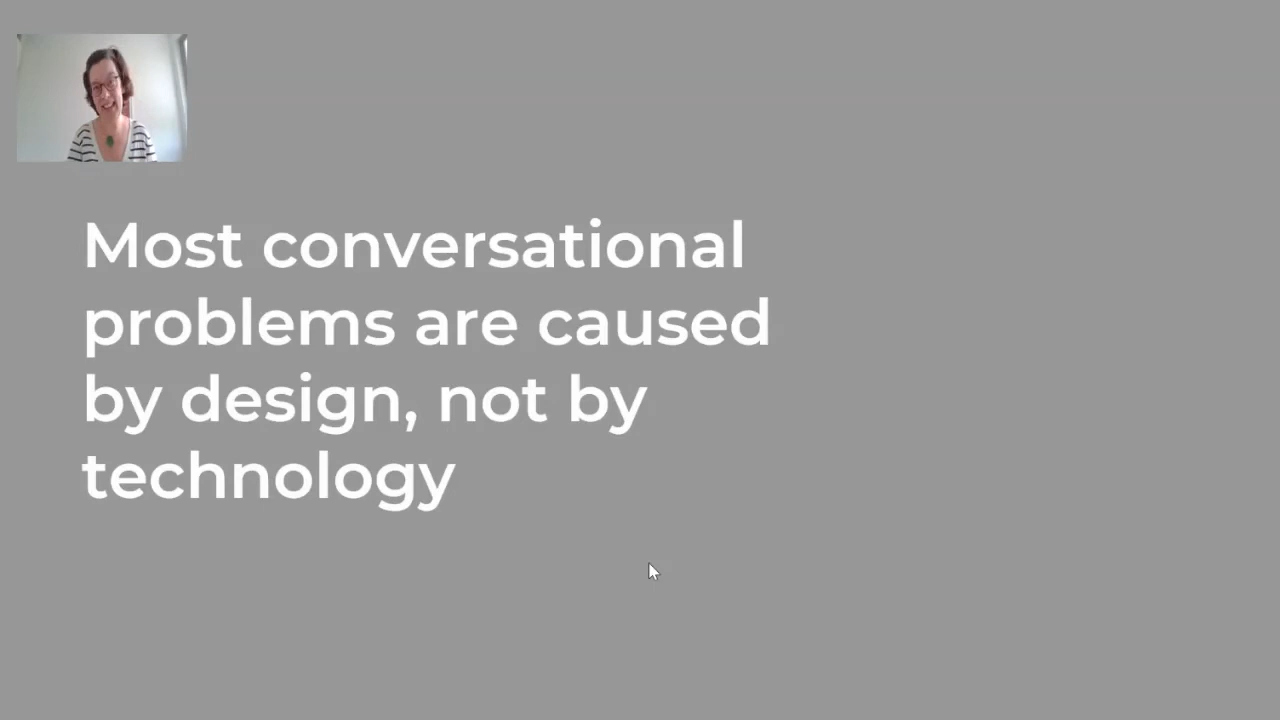 Most conversational
problems are caused
by design, not by
technology